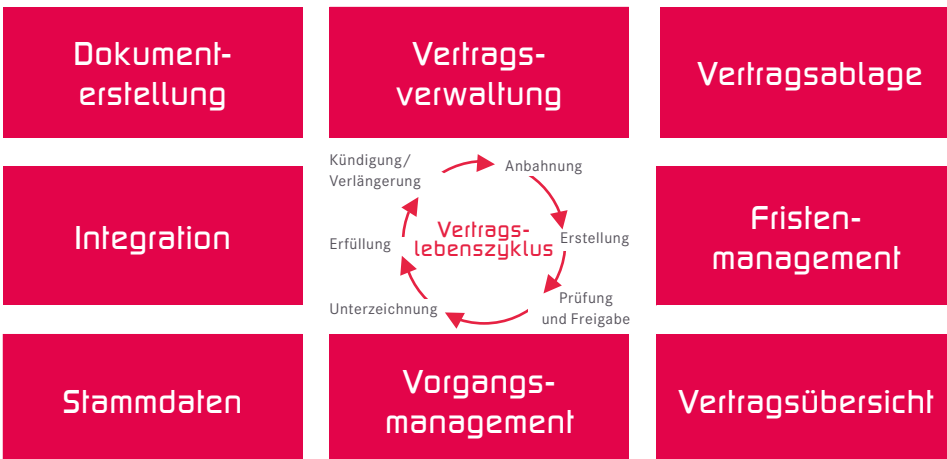 Dokument-
erstellung
Vertrags-
verwaltung
Vertragsablage
Integration
Kündigung/
Verlängerung
Anbahnung
Erfüllung
Vertrags-
lebenszyklus
Erstellung
Unterzeichnung
Prüfung
und Freigabe
Fristen-
management
Stammdaten
Vorgangs-
management
Vertragsübersicht